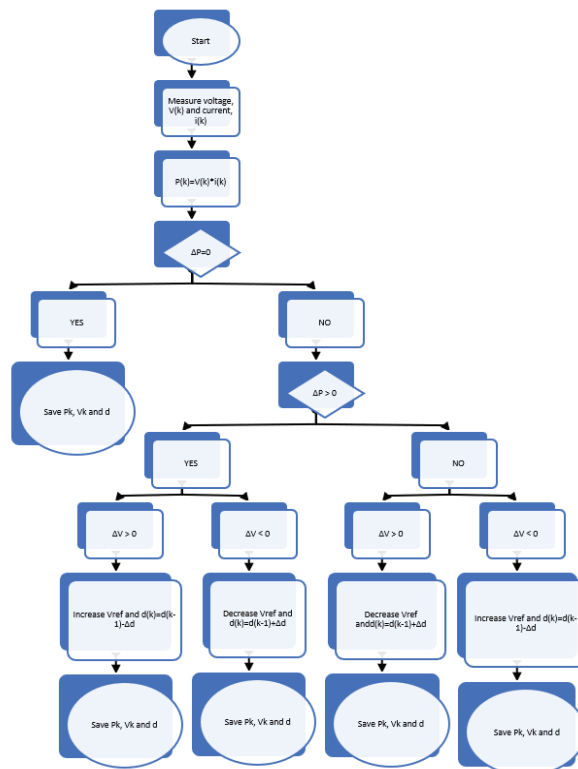 Start
Measure voltage,
V(k) and current,
i(k)
P(k)=V(k)*i(k)
ΔP=0
YES
NO
Save Pk, Vk and d
ΔP > 0
YES
NO
ΔV > 0
ΔV < 0
ΔV > 0
ΔV < 0
Increase Vref and d(k)=d(k-
1)-Δd
Decrease Vref and
d(k)=d(k-1)+Δd
Decrease Vref
andd(k)=d(k-1)+Δd
Increase Vref and d(k)=d(k-
1)-Δd
Save Pk, Vk and d
Save Pk, Vk and d
Save Pk, Vk and d
Save Pk, Vk and d